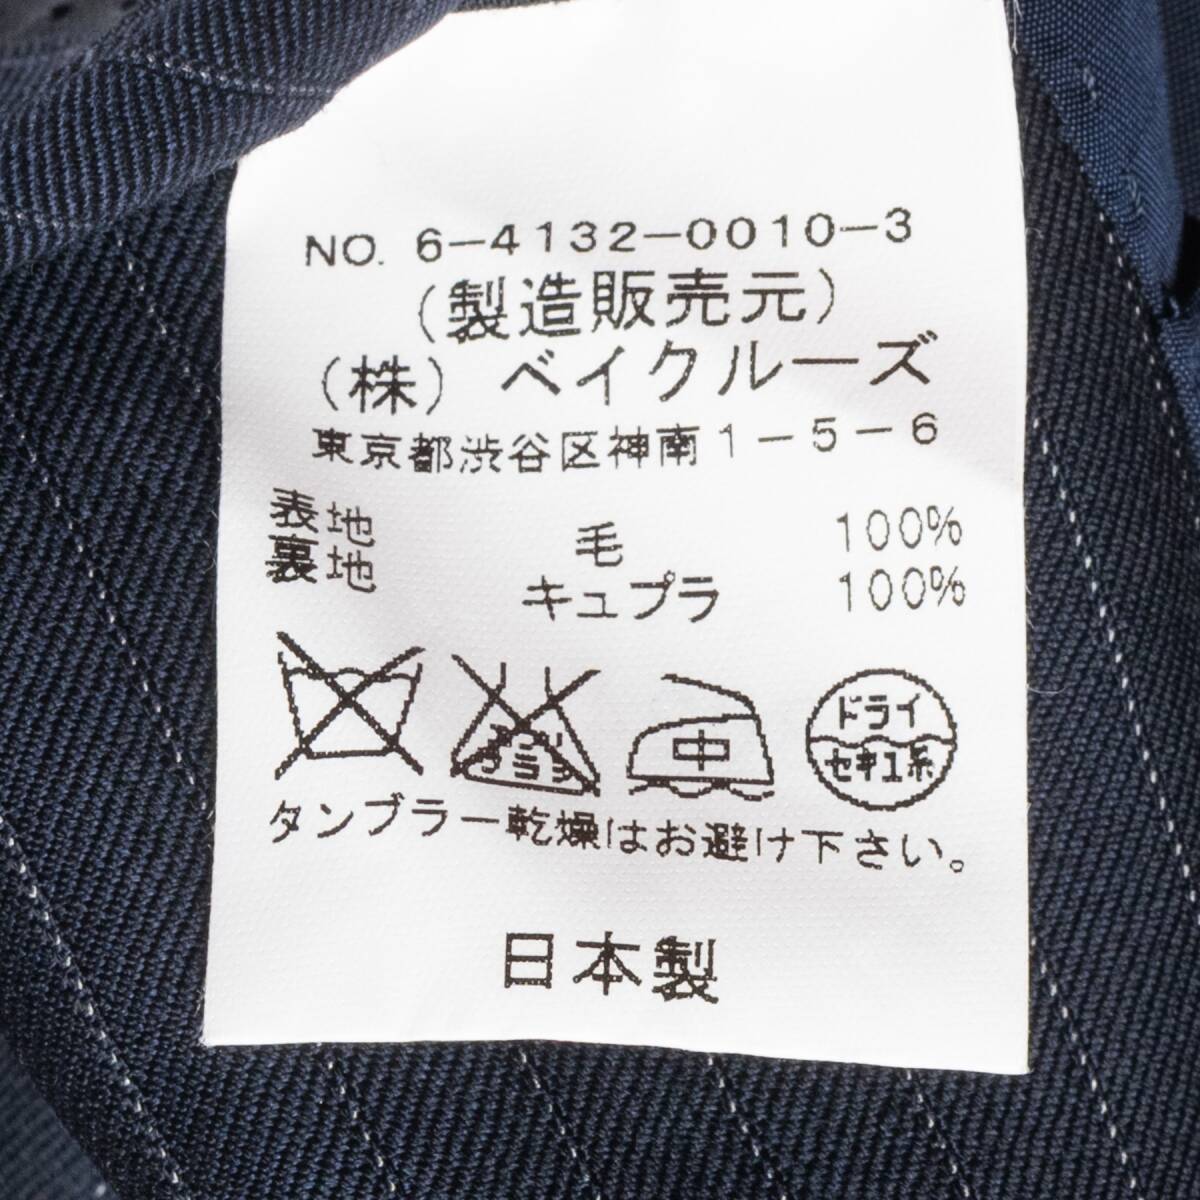 NO. 6-4132-0010-3
(製造販売元)
(株) ベイクルーズ
東京都渋谷区神南1-5-6
表地 毛 100%
裏地 キュプラ 100%
中 ドライ
セキユ系
タンブラー乾燥はお避け下さい。
日本製